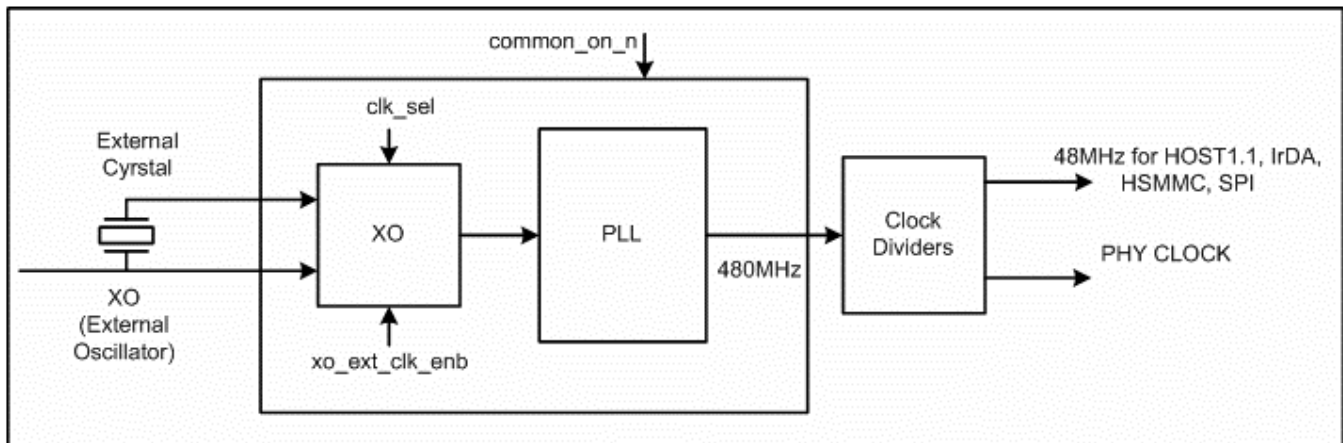 common_on_n
clk_sel
External
Cyrstal
XO
PLL
480MHz
Clock
Dividers
48MHz for HOST1.1, IrDA,
HSMMC, SPI
PHY CLOCK
XO
(External
Oscillator)
xo_ext_clk_enb